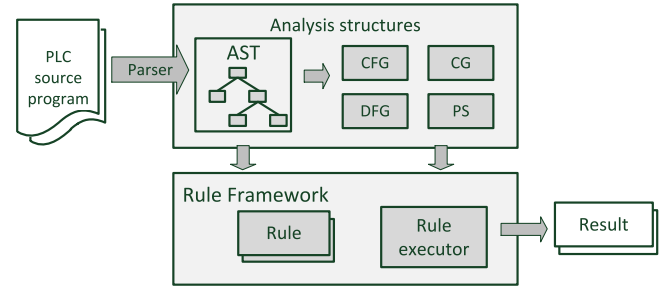 Analysis structures
PLC
source
program
Parser
AST
CFG
CG
DFG
PS
Rule Framework
Rule
Rule
executor
Result